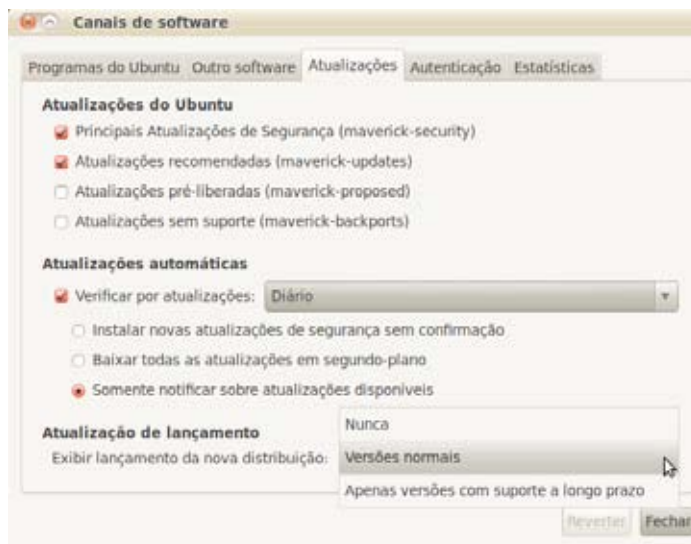 Canais de software
Programas do Ubuntu Outro software Atualizações Autenticação Estatísticas
Atualizações do Ubuntu
Principais Atualizações de Segurança (maverick-security)
Atualizações recomendadas (maverick-updates)
Atualizações pré-liberadas (maverick-proposed)
Atualizações sem suporte (maverick-backports)
Atualizações automáticas
Verificar por atualizações: Diário
Instalar novas atualizações de segurança sem confirmação
Baixar todas as atualizações em segundo-plano
Somente notificar sobre atualizações disponíveis
Atualização de lançamento
Nunca
Exibir lançamento da nova distribuição: Versões normais
Apenas versões com suporte a longo prazo
Reverter Fechar